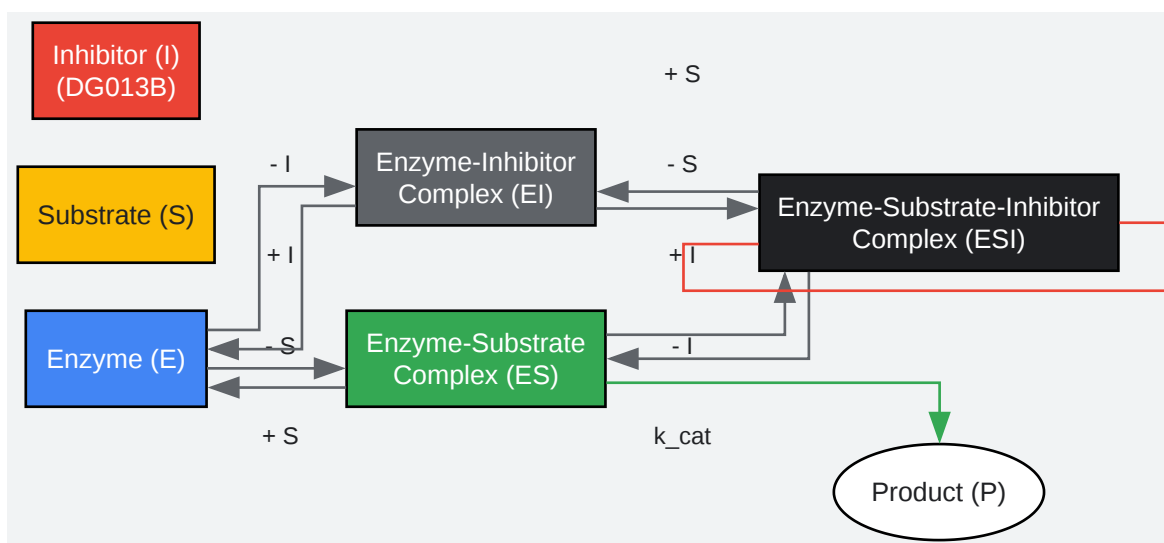 Inhibitor (I)
(DG013B)
+ S
- I
Enzyme-Inhibitor
Complex (EI)
- S
Substrate (S)
Enzyme-Substrate-Inhibitor
Complex (ESI)
+ I
+ I
Enzyme (E)
- S
Enzyme-Substrate
Complex (ES)
- I
+ S
k_cat
Product (P)